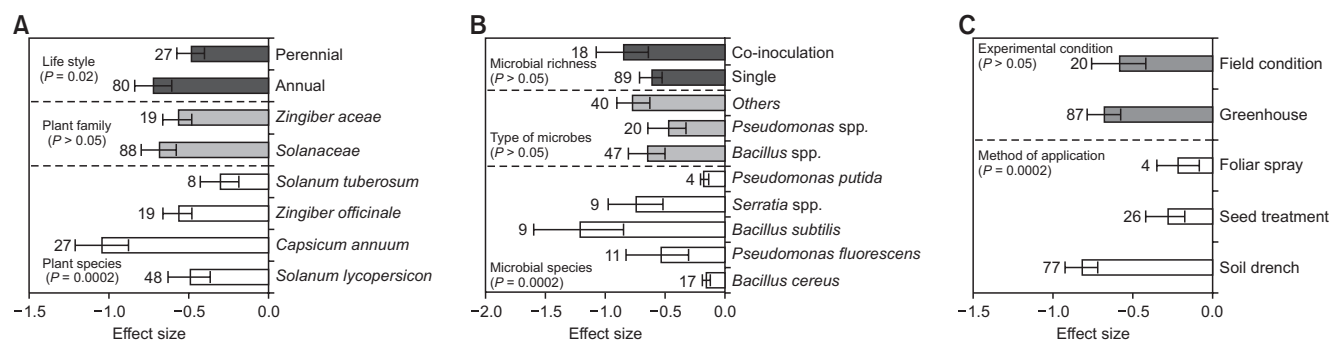 A
Life style
(P = 0.02)
27 Perennial
80 Annual
Plant family
(P > 0.05)
19 Zingiber aceae
88 Solanaceae
8 Solanum tuberosum
19 Zingiber officinale
27 Capsicum annuum
Plant species
(P = 0.0002)
48 Solanum lycopersicon
−1.5 −1.0 −0.5 0.0
Effect size
B
18 Co-inoculation
Microbial richness
(P > 0.05)
89 Single
40 Others
20 Pseudomonas spp.
Type of microbes
(P > 0.05)
47 Bacillus spp.
4 Pseudomonas putida
9 Serratia spp.
9 Bacillus subtilis
11 Pseudomonas fluorescens
Microbial species
(P = 0.0002)
17 Bacillus cereus
−2.0 −1.5 −1.0 −0.5 0.0
Effect size
C
Experimental condition
(P > 0.05)
20 Field condition
87 Greenhouse
Method of application
(P = 0.0002)
4 Foliar spray
26 Seed treatment
77 Soil drench
−1.5 −1.0 −0.5 0.0
Effect size